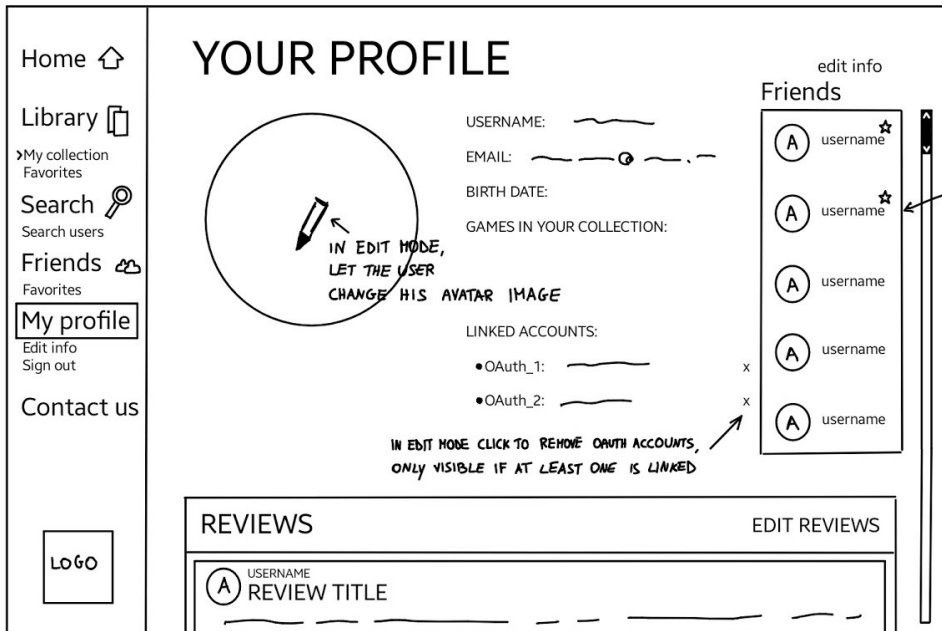 Home
Library
>My collection
Favorites
Search
Search users
Friends
Favorites
My profile
Edit info
Sign out
Contact us
LOGO
YOUR PROFILE
IN EDIT MODE,
LET THE USER
CHANGE HIS AVATAR IMAGE
USERNAME:
EMAIL:
BIRTH DATE:
GAMES IN YOUR COLLECTION:
LINKED ACCOUNTS:
•OAuth_1: x
•OAuth_2: x
IN EDIT MODE CLICK TO REMOVE OAUTH ACCOUNTS,
ONLY VISIBLE IF AT LEAST ONE IS LINKED
edit info
Friends
A username
A username
A username
A username
A username
REVIEWS EDIT REVIEWS
A USERNAME
REVIEW TITLE